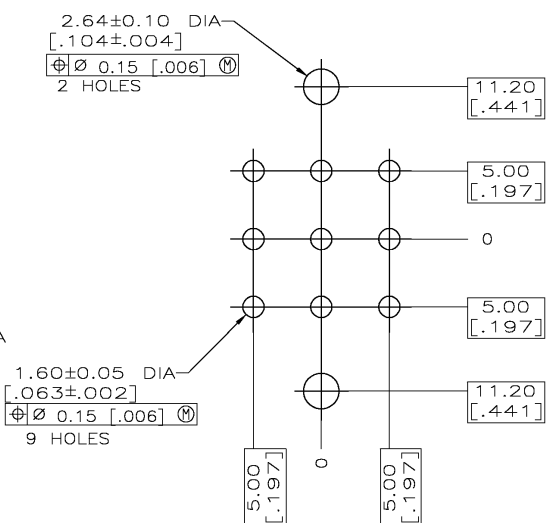 2.64±0.10 DIA
[.104±.004]
⌖ Ø 0.15 [.006] Ⓜ
2 HOLES
11.20
[.441]
5.00
[.197]
0
5.00
[.197]
A
1.60±0.05 DIA
[.063±.002]
⌖ Ø 0.15 [.006] Ⓜ
9 HOLES
11.20
[.441]
5.00
[.197]
0
5.00
[.197]